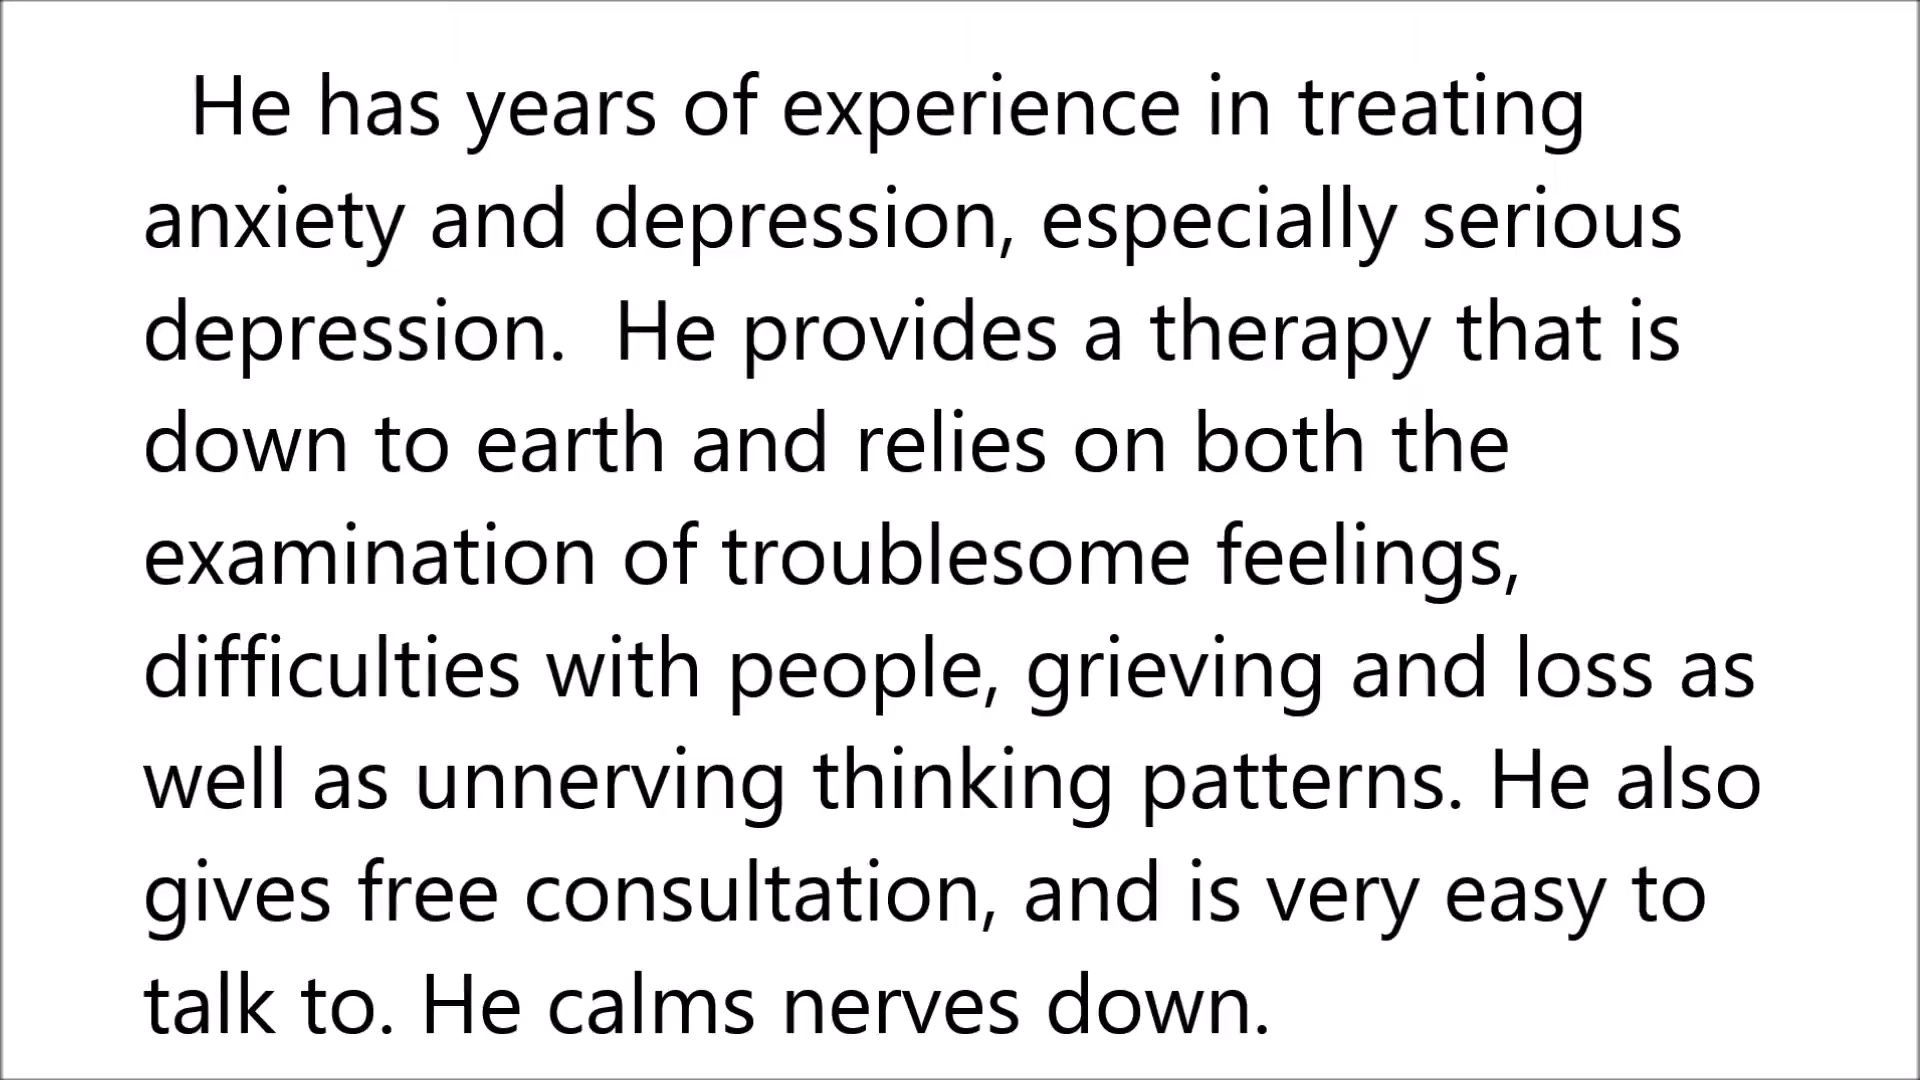 He has years of experience in treating
anxiety and depression, especially serious
depression.  He provides a therapy that is
down to earth and relies on both the
examination of troublesome feelings,
difficulties with people, grieving and loss as
well as unnerving thinking patterns. He also
gives free consultation, and is very easy to
talk to. He calms nerves down.